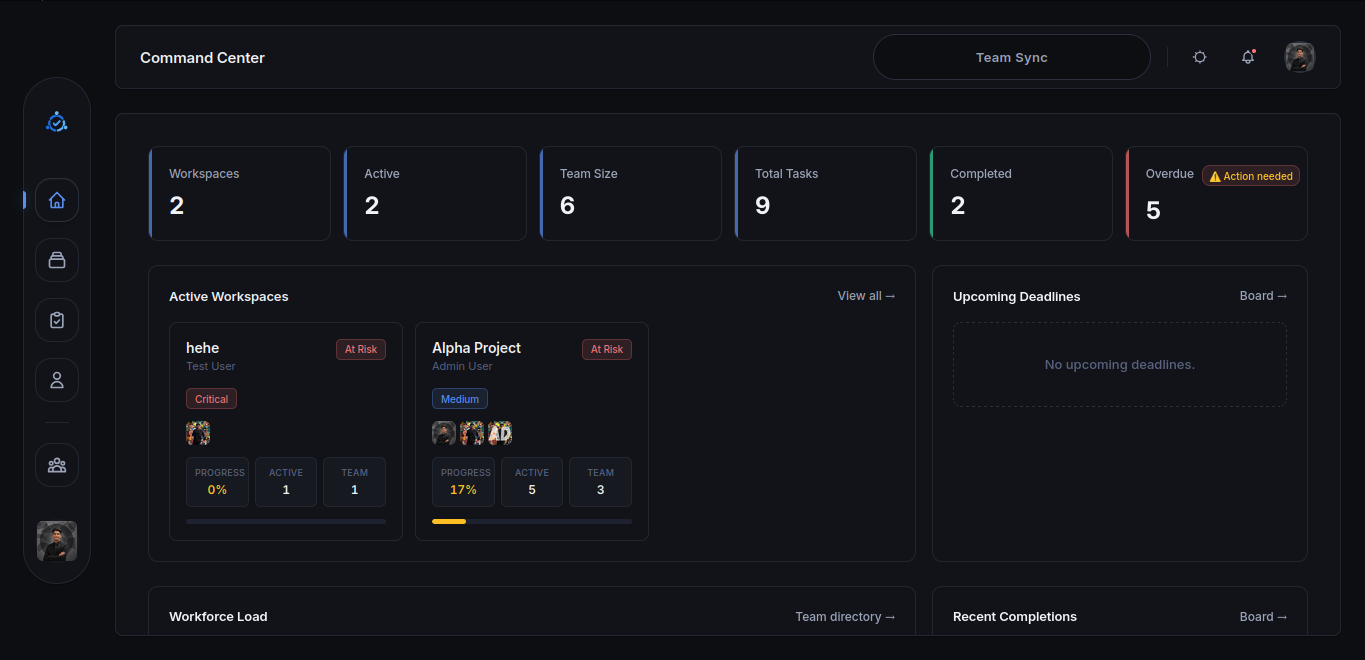 Command Center
Team Sync
Workspaces
2
Active
2
Team Size
6
Total Tasks
9
Completed
2
Overdue
⚠ Action needed
5
Active Workspaces
View all →
hehe
At Risk
Test User
Critical
PROGRESS
0%
ACTIVE
1
TEAM
1
Alpha Project
At Risk
Admin User
Medium
AD
PROGRESS
17%
ACTIVE
5
TEAM
3
Upcoming Deadlines
Board →
No upcoming deadlines.
Workforce Load
Team directory →
Recent Completions
Board →